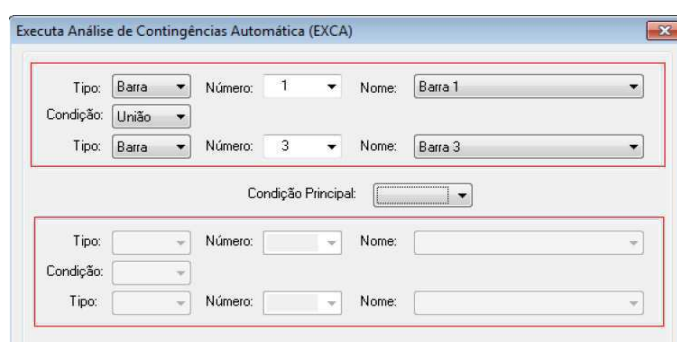 Executa Análise de Contingências Automática (EXCA)
Tipo: Barra Número: 1 Nome: Barra 1
Condição: União
Tipo: Barra Número: 3 Nome: Barra 3
Condição Principal:
Tipo: Número: Nome:
Condição:
Tipo: Número: Nome: